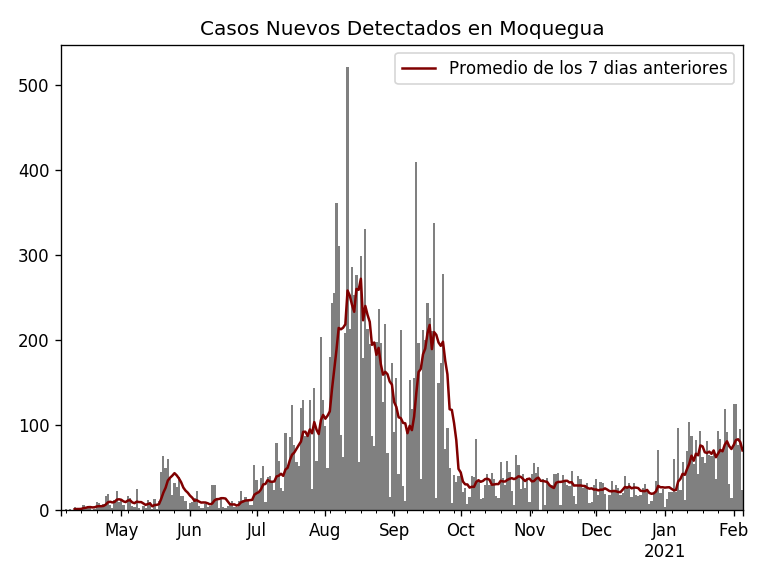 Casos Nuevos Detectados en Moquegua
Promedio de los 7 dias anteriores
500
400
300
200
100
0
May Jun Jul Aug Sep Oct Nov Dec Jan Feb
2021